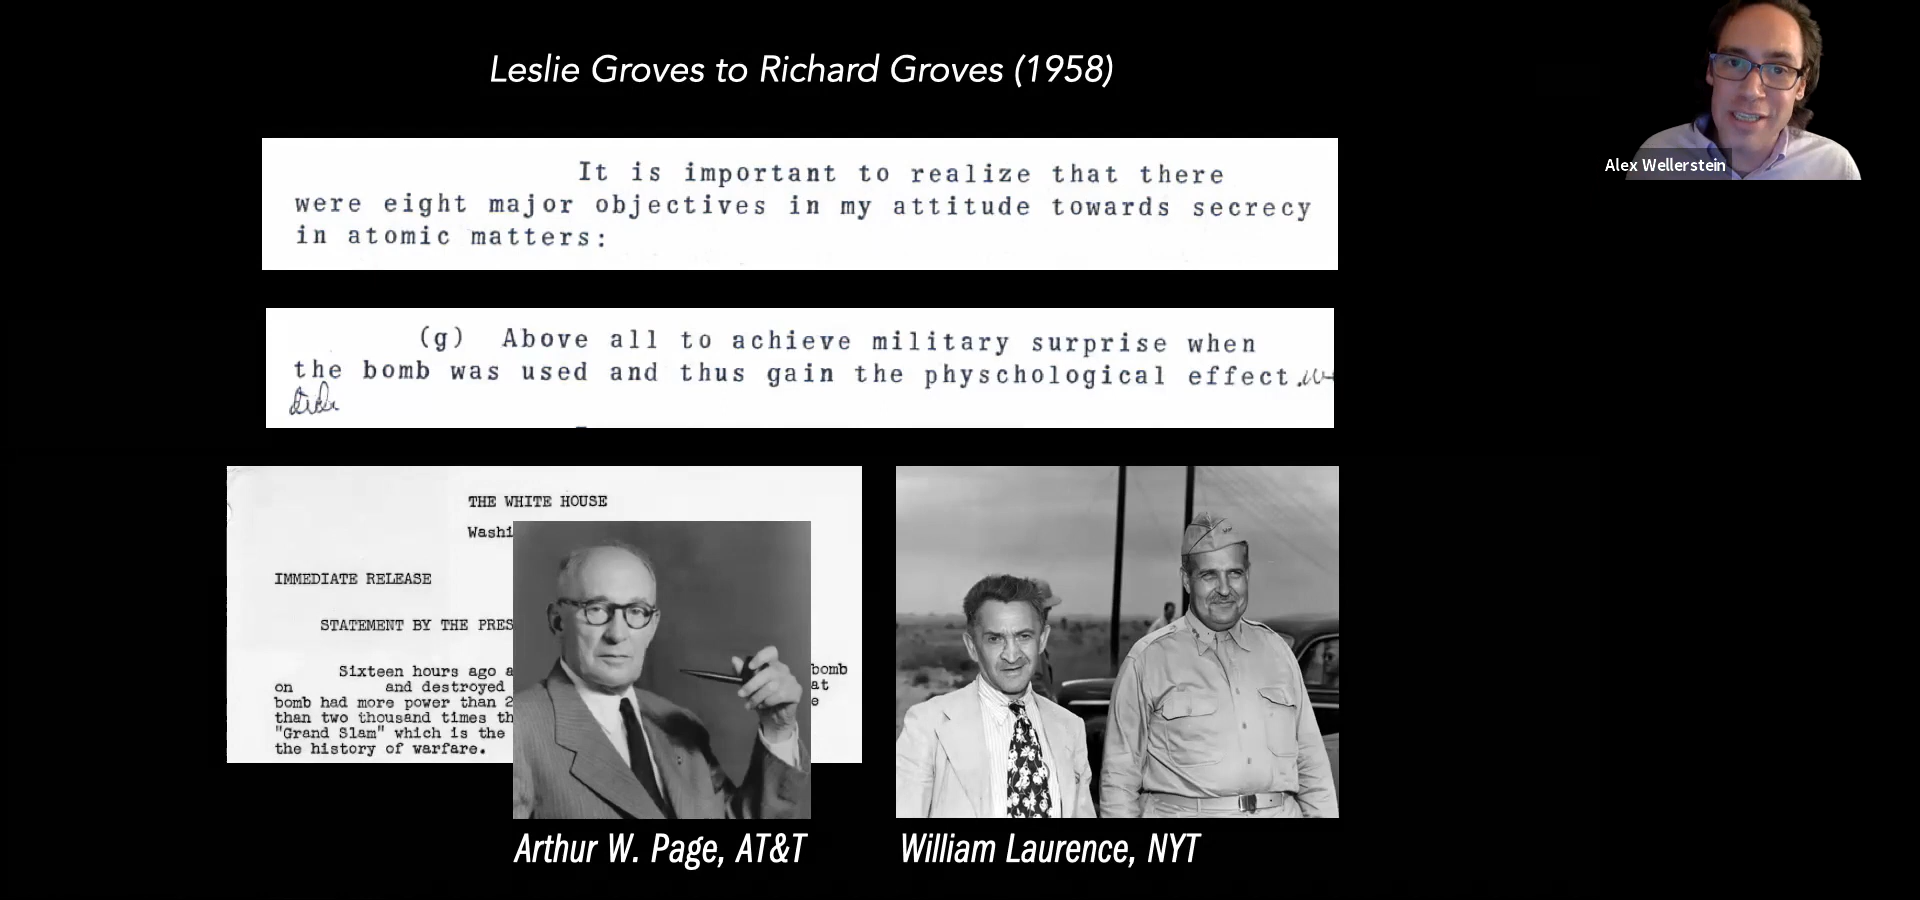 Leslie Groves to Richard Groves (1958)
Alex Wellerstein
It is important to realize that there
were eight major objectives in my attitude towards secrecy
in atomic matters:
(g) Above all to achieve military surprise when
the bomb was used and thus gain the physchological effect.
THE WHITE HOUSE
Washi
IMMEDIATE RELEASE
STATEMENT BY THE PRES
Sixteen hours ago a bomb
on and destroyed at
bomb had more power than 2 e
than two thousand times th
"Grand Slam" which is the
the history of warfare.
Arthur W. Page, AT&T
William Laurence, NYT